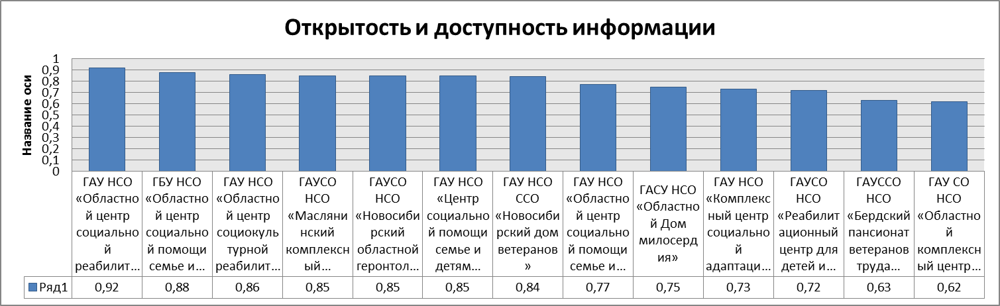 Открытость и доступность информации
Название оси
1
0,9
0,8
0,7
0,6
0,5
0,4
0,3
0,2
0,1
0
ГАУ НСО
«Областно
й центр
социально
й
реабилит…
ГБУ НСО
«Областно
й центр
социально
й помощи
семье и…
ГАУ НСО
«Областно
й центр
социокуль
турной
реабилит…
ГАУСО
НСО
«Масляни
нский
комплексн
ый…
ГАУСО
НСО
«Новосиби
рский
областной
геронтол…
ГАУ НСО
«Центр
социально
й помощи
семье и
детям…
ГАУ НСО
ССО
«Новосиби
рский дом
ветеранов
»
ГАУ НСО
«Областно
й центр
социально
й помощи
семье и…
ГАСУ НСО
«Областно
й Дом
милосерд
ия»
ГАУ НСО
«Комплекс
ный центр
социально
й
адаптаци…
ГАУСО
НСО
«Реабилит
ационный
центр для
детей и…
ГАУССО
НСО
«Бердский
пансионат
ветеранов
труда…
ГАУ СО
НСО
«Областно
й
комплексн
ый центр…
Ряд1 0,92 0,88 0,86 0,85 0,85 0,85 0,84 0,77 0,75 0,73 0,72 0,63 0,62